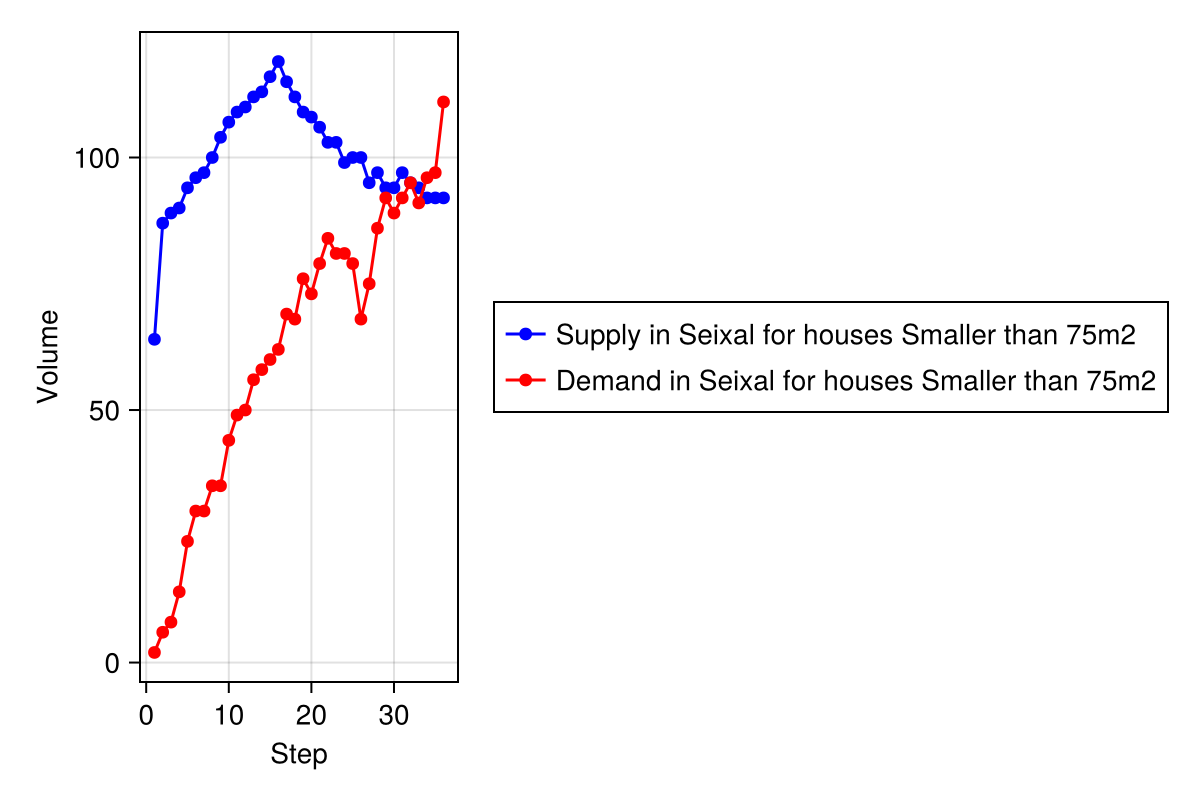 Volume
100
50
0
0 10 20 30
Step
Supply in Seixal for houses Smaller than 75m2
Demand in Seixal for houses Smaller than 75m2